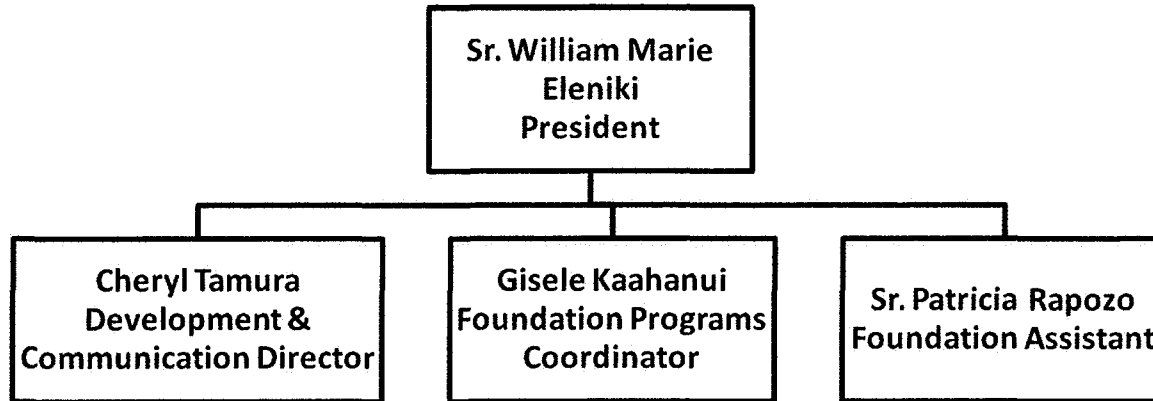 Sr. William Marie
Eleniki
President
Cheryl Tamura
Development &
Communication Director
Gisele Kaahanui
Foundation Programs
Coordinator
Sr. Patricia Rapozo
Foundation Assistant